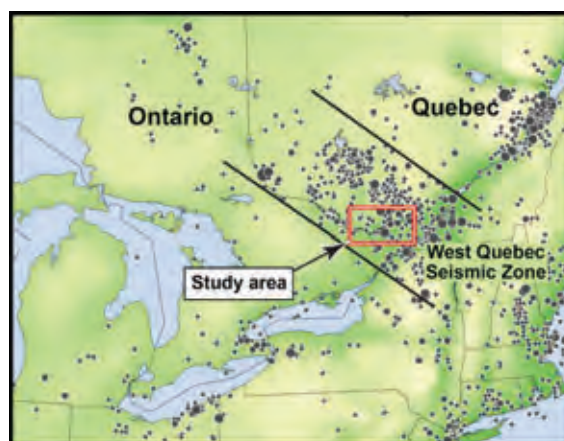 Ontario
Quebec
West Quebec
Seismic Zone
Study area